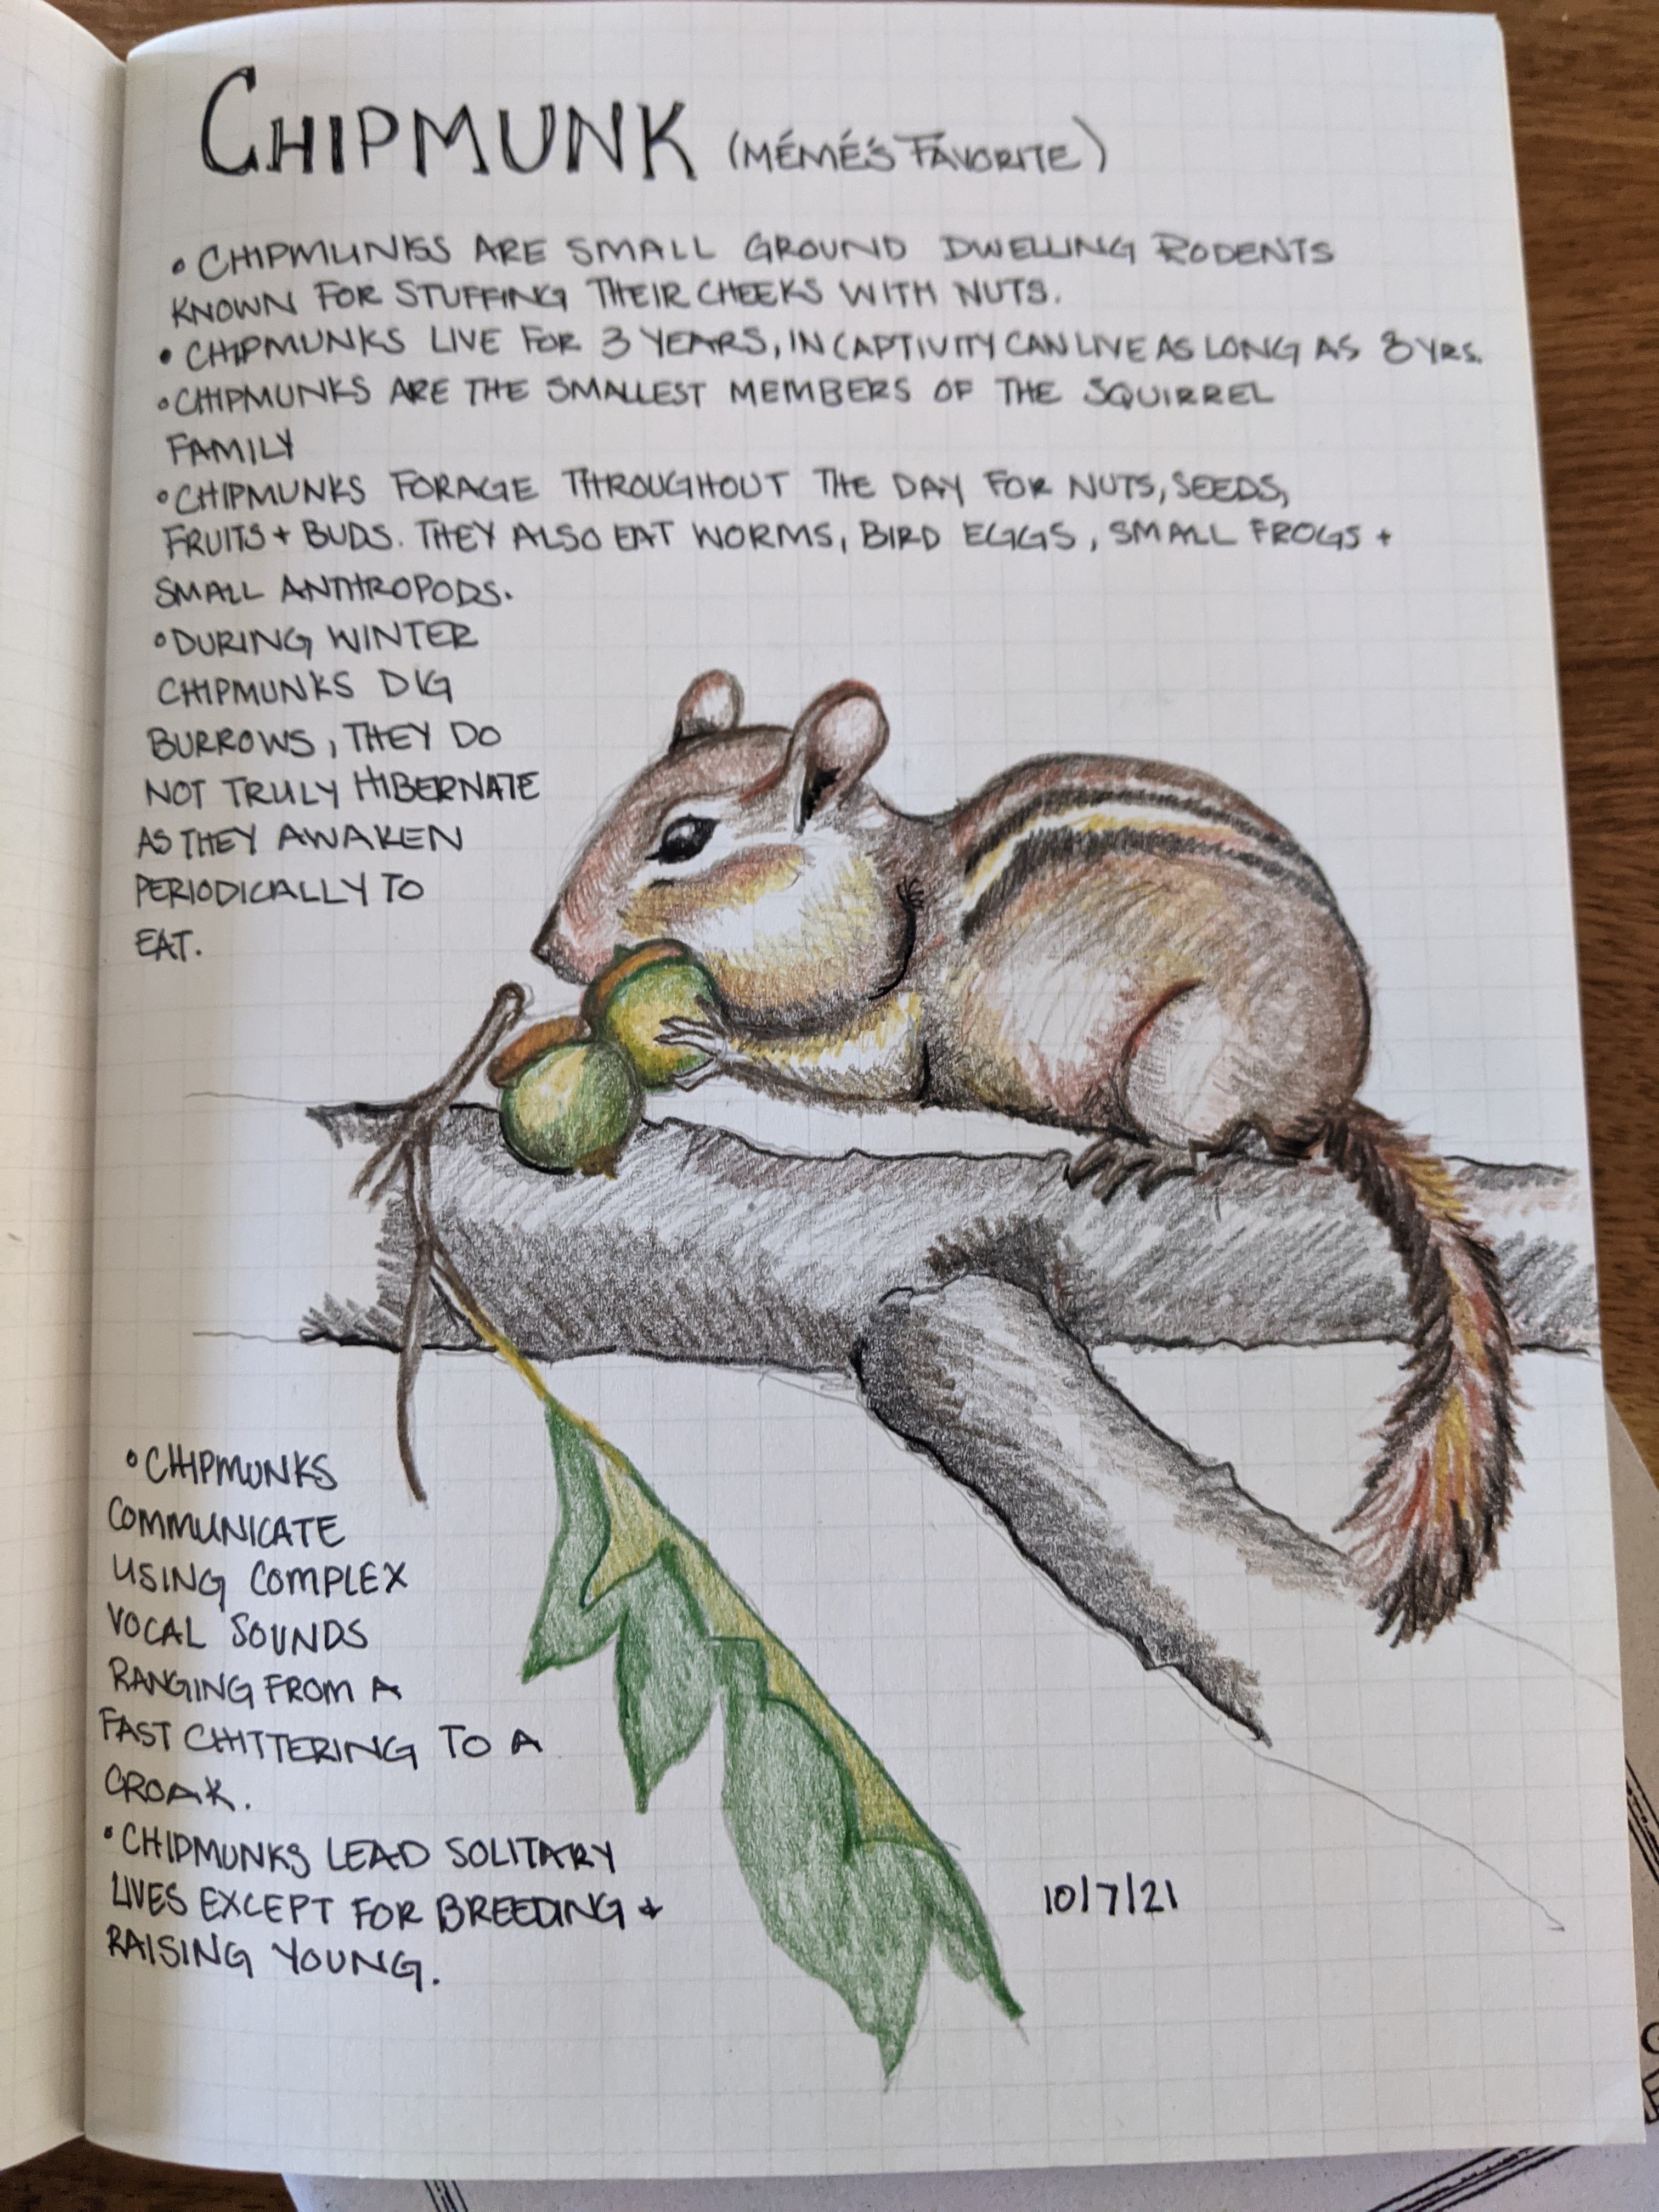 CHIPMUNK (MÉMÉ'S FAVORITE)
• CHIPMUNKS ARE SMALL GROUND DWELLING RODENTS
KNOWN FOR STUFFING THEIR CHEEKS WITH NUTS.
• CHIPMUNKS LIVE FOR 3 YEARS, IN CAPTIVITY CAN LIVE AS LONG AS 8 YRS.
• CHIPMUNKS ARE THE SMALLEST MEMBERS OF THE SQUIRREL
FAMILY
• CHIPMUNKS FORAGE THROUGHOUT THE DAY FOR NUTS, SEEDS,
FRUITS + BUDS. THEY ALSO EAT WORMS, BIRD EGGS, SMALL FROGS +
SMALL ANTHROPODS.
• DURING WINTER
CHIPMUNKS DIG
BURROWS, THEY DO
NOT TRULY HIBERNATE
AS THEY AWAKEN
PERIODICALLY TO
EAT.
• CHIPMUNKS
COMMUNICATE
USING COMPLEX
VOCAL SOUNDS
RANGING FROM A
FAST CHITTERING TO A
CROAK.
• CHIPMUNKS LEAD SOLITARY
LIVES EXCEPT FOR BREEDING +
RAISING YOUNG.
10/7/21